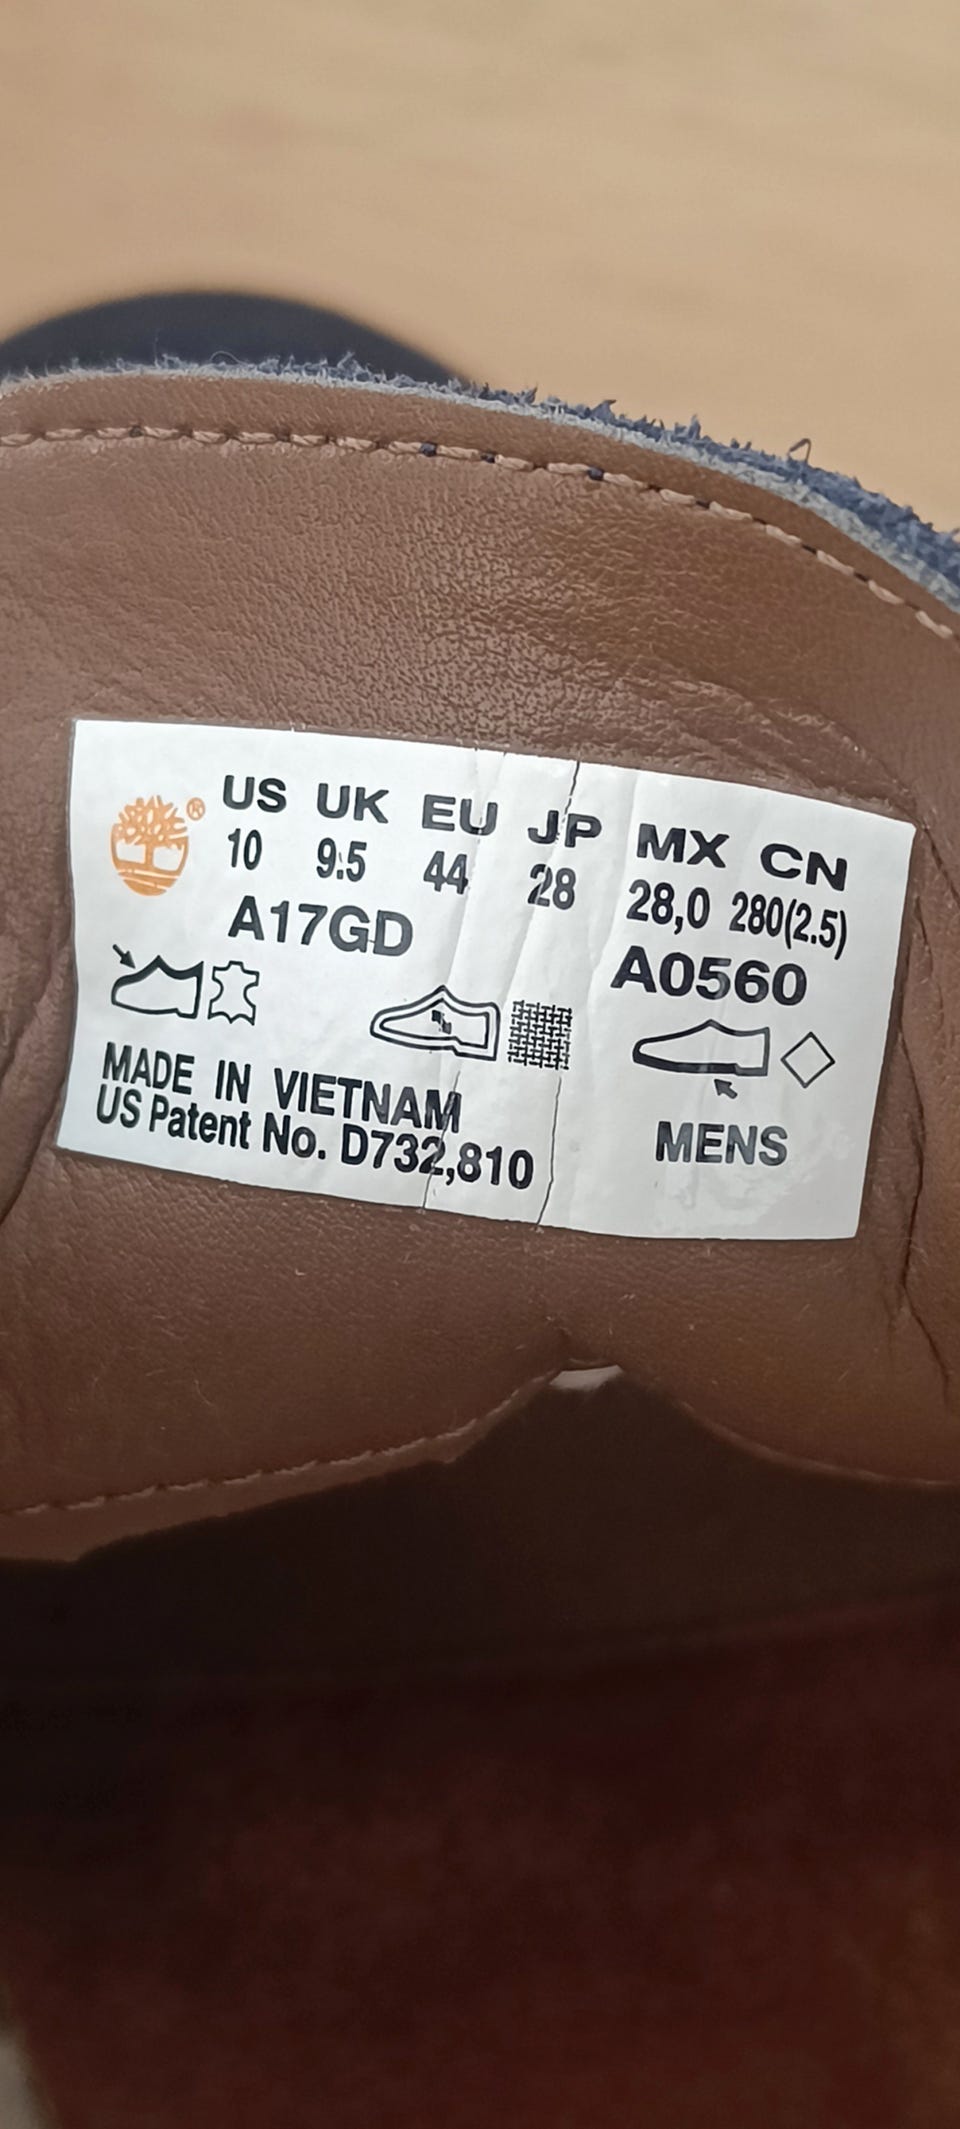 US UK EU JP MX CN
10 9.5 44 28 28,0 280(2.5)
A17GD A0560
MADE IN VIETNAM
US Patent No. D732,810
MENS
®